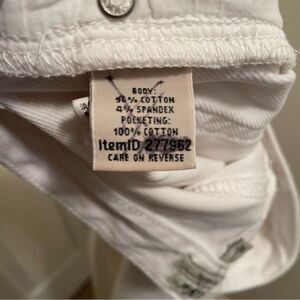 BODY:
96% COTTON
4% SPANDEX
POCKETING:
100% COTTON
ItemID 277962
CARE ON REVERSE